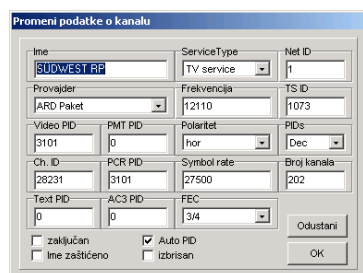 Promeni podatke o kanalu
Ime ServiceType Net ID
SÜDWEST RP TV service 1
Provajder Frekvencija TS ID
ARD Paket 12110 1073
Video PID PMT PID Polaritet PIDs
3101 0 hor Dec
Ch. ID PCR PID Symbol rate Broj kanala
28231 3101 27500 202
Text PID AC3 PID FEC
0 0 3/4
Odustani
zaključan Auto PID
Ime zaštićeno izbrisan OK